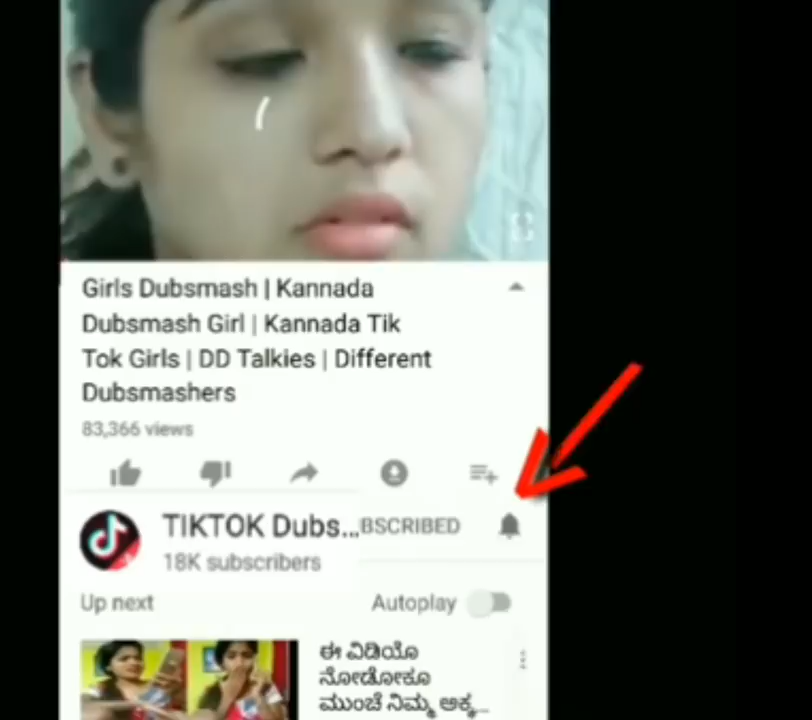 Girls Dubsmash | Kannada
Dubsmash Girl | Kannada Tik
Tok Girls | DD Talkies | Different
Dubsmashers
83,366 views
TIKTOK Dubs...BSCRIBED
18K subscribers
Up next Autoplay
ಈ ವಿಡಿಯೊ
ನೋಡೋಕೂ
ಮುಂಚೆ ನಿಮ್ಮ ಅಕ್ಕ...